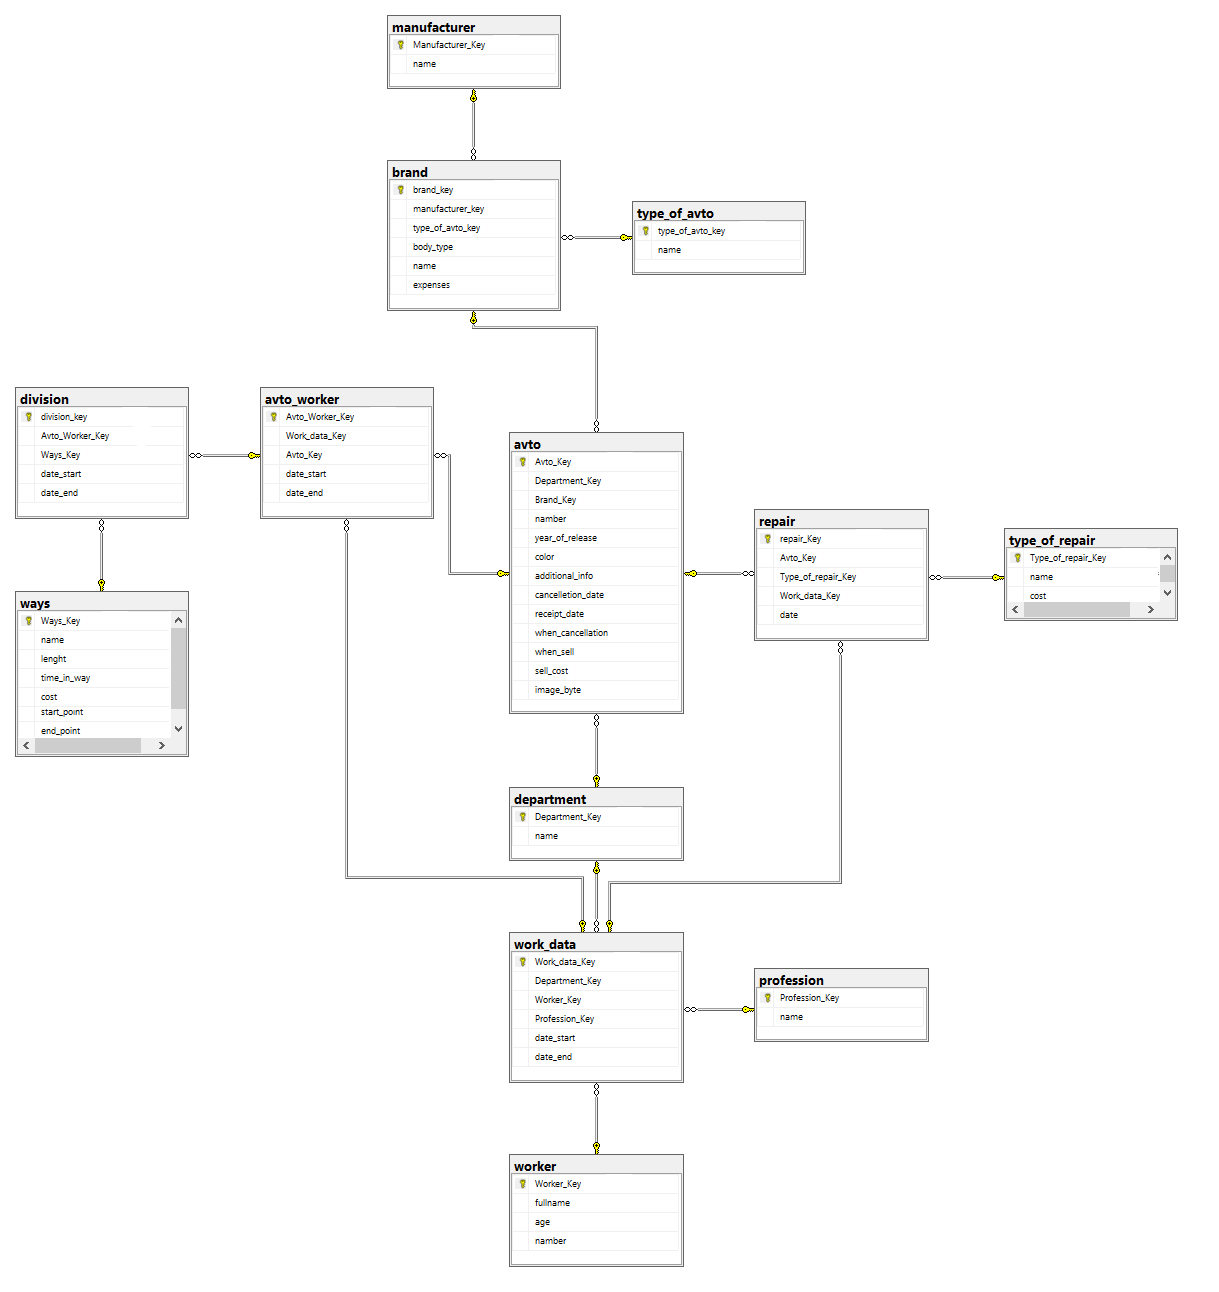 manufacturer
Manufacturer_Key
name
brand
brand_key
manufacturer_key
type_of_avto_key
body_type
name
expenses
type_of_avto
type_of_avto_key
name
division
division_key
Avto_Worker_Key
Ways_Key
date_start
date_end
avto_worker
Avto_Worker_Key
Work_data_Key
Avto_Key
date_start
date_end
avto
Avto_Key
Department_Key
Brand_Key
namber
year_of_release
color
additional_info
cancelletion_date
receipt_date
when_cancellation
when_sell
sell_cost
image_byte
repair
repair_Key
Avto_Key
Type_of_repair_Key
Work_data_Key
date
type_of_repair
Type_of_repair_Key
name
cost
ways
Ways_Key
name
lenght
time_in_way
cost
start_point
end_point
department
Department_Key
name
work_data
Work_data_Key
Department_Key
Worker_Key
Profession_Key
date_start
date_end
profession
Profession_Key
name
worker
Worker_Key
fullname
age
namber